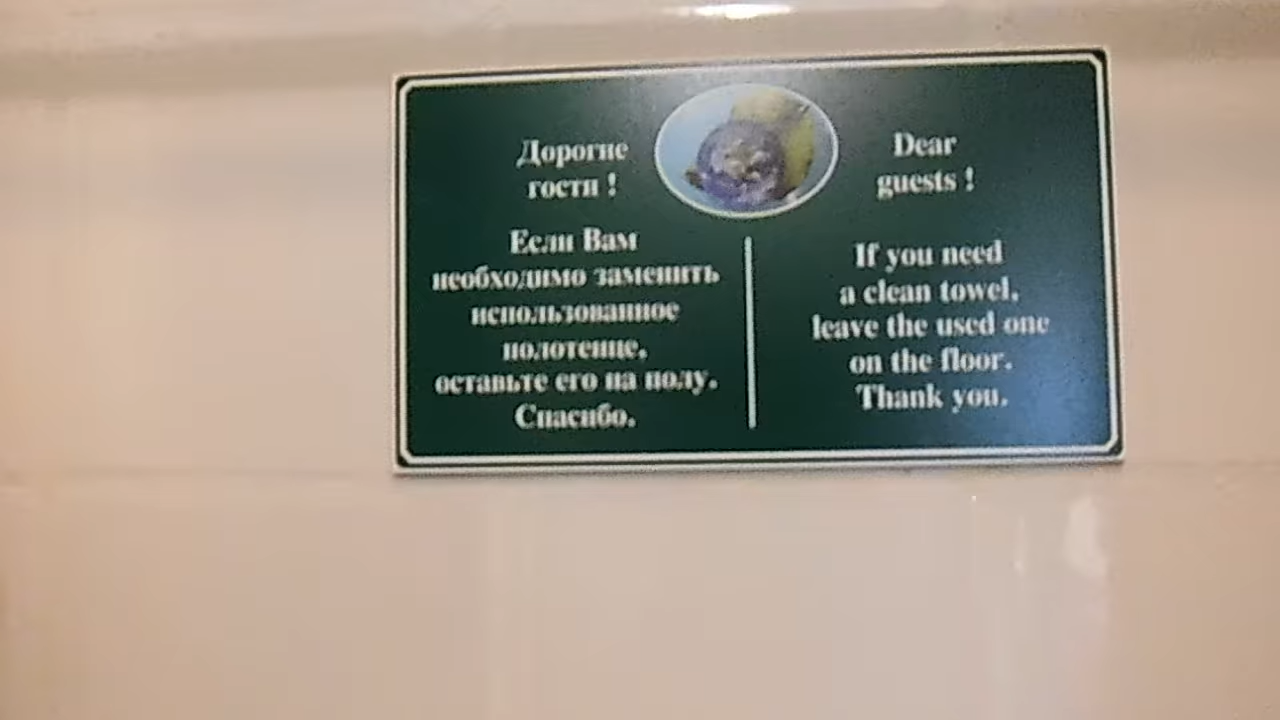 Дорогие
гости !
Если Вам
необходимо заменить
использованное
полотенце,
оставьте его на полу.
Спасибо.
Dear
guests !
If you need
a clean towel,
leave the used one
on the floor.
Thank you.